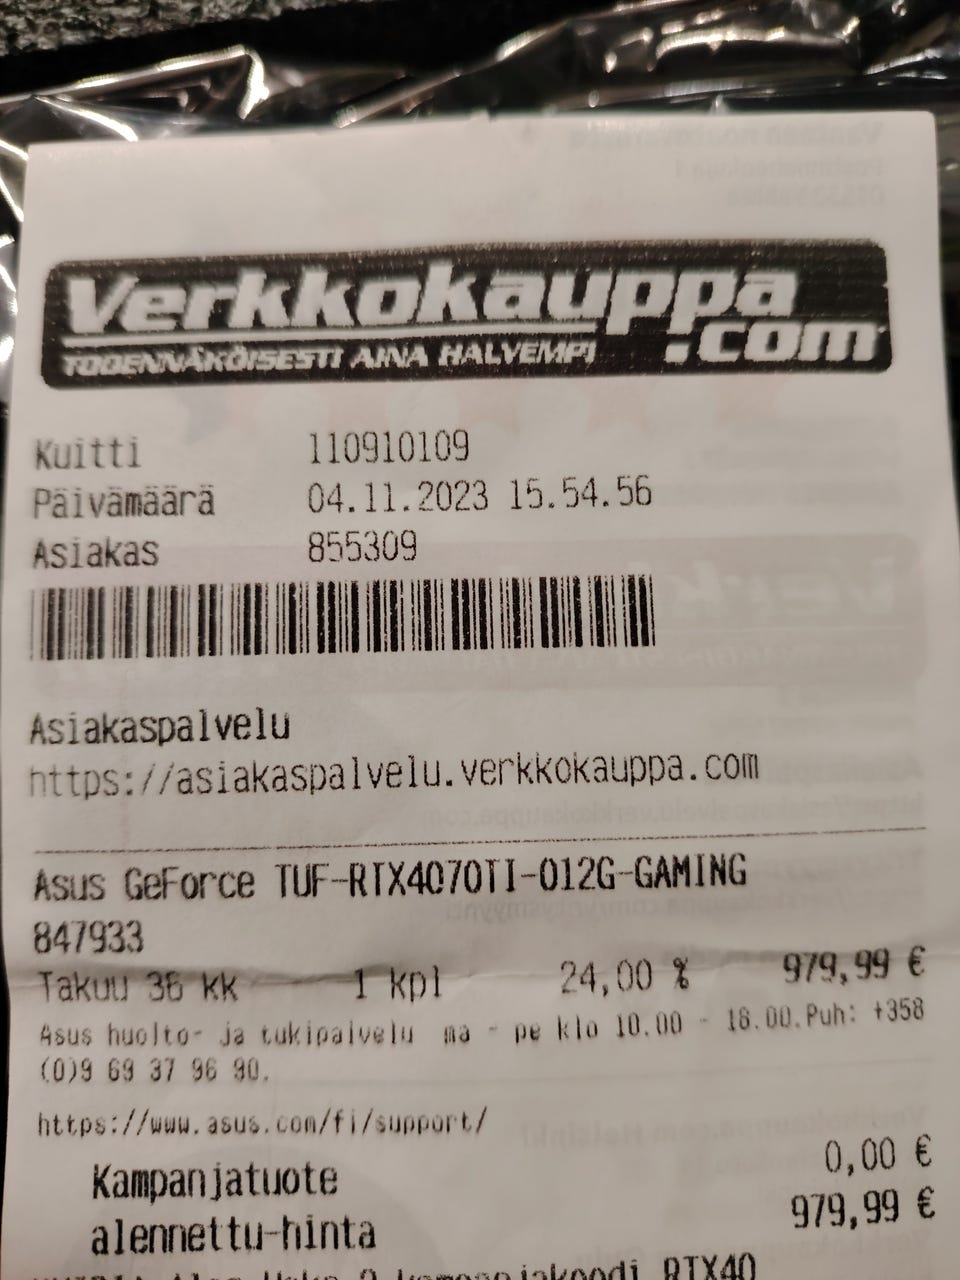 Verkkokauppa
.com
TODENNÄKÖISESTI AINA HALVEMPI
Kuitti 110910109
Päivämäärä 04.11.2023 15.54.56
Asiakas 855309
Asiakaspalvelu
https://asiakaspalvelu.verkkokauppa.com
Asus GeForce TUF-RTX4070TI-O12G-GAMING
847933
Takuu 36 kk 1 kpl 24,00 % 979,99 €
Asus huolto- ja tukipalvelu ma - pe klo 10.00 - 18.00.Puh: +358
(0)9 69 37 96 90.
https://www.asus.com/fi/support/
Kampanjatuote 0,00 €
alennettu-hinta 979,99 €
RTX40